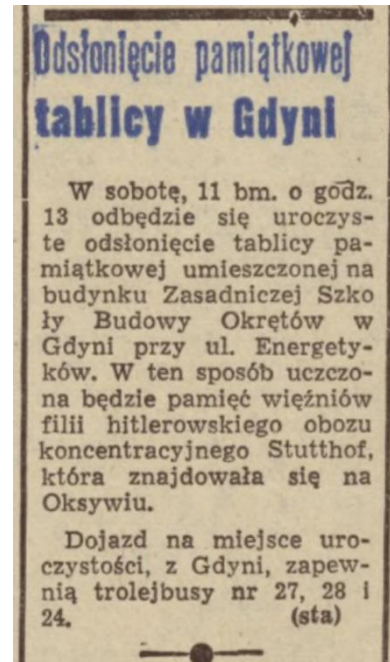 Odsłonięcie pamiątkowej
tablicy w Gdyni
W sobotę, 11 bm. o godz.
13 odbędzie się uroczys-
te odsłonięcie tablicy pa-
miątkowej umieszczonej na
budynku Zasadniczej Szko
ły Budowy Okrętów w
Gdyni przy ul. Energety-
ków. W ten sposób uczczo-
na będzie pamięć więźniów
filii hitlerowskiego obozu
koncentracyjnego Stutthof,
która znajdowała się na
Oksywiu.
Dojazd na miejsce uro-
czystości, z Gdyni, zapew-
nią trolejbusy nr 27, 28 i
24. (sta)